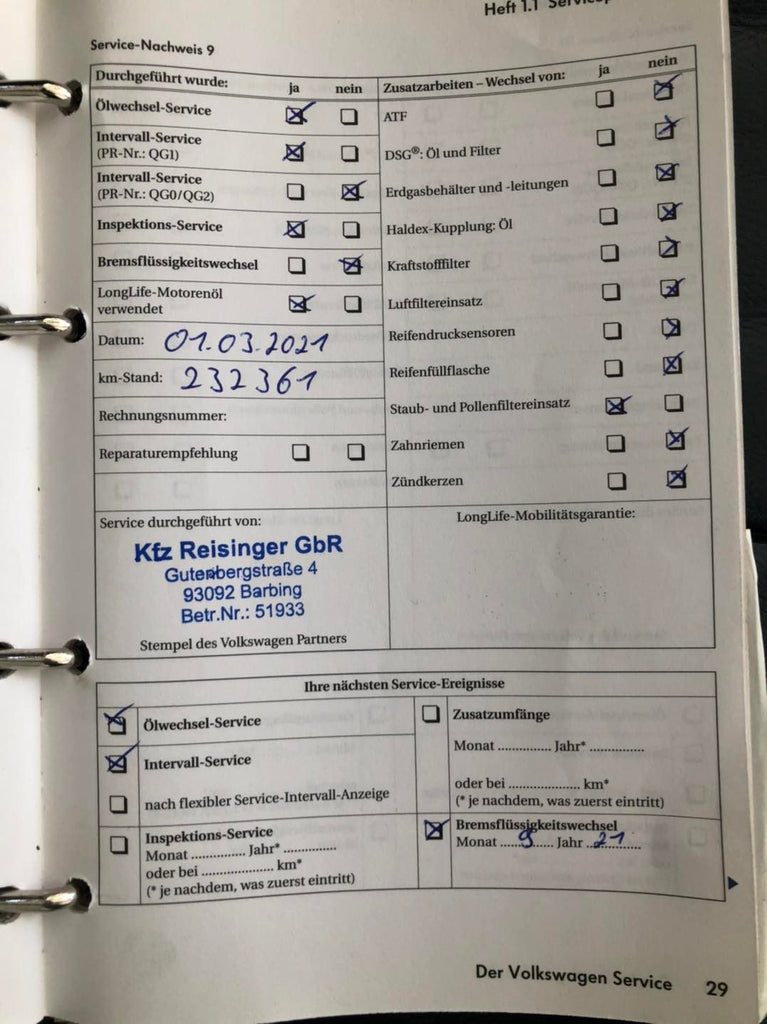 Heft 1.1
Service-Nachweis 9
Durchgeführt wurde: ja nein
Ölwechsel-Service
Intervall-Service
(PR-Nr.: QG1)
Intervall-Service
(PR-Nr.: QG0/QG2)
Inspektions-Service
Bremsflüssigkeitswechsel
LongLife-Motorenöl
verwendet
Datum: 01.03.2021
km-Stand: 232361
Rechnungsnummer:
Reparaturempfehlung
Zusatzarbeiten – Wechsel von: ja nein
ATF
DSG®: Öl und Filter
Erdgasbehälter und -leitungen
Haldex-Kupplung: Öl
Kraftstofffilter
Luftfiltereinsatz
Reifendrucksensoren
Reifenfüllflasche
Staub- und Pollenfiltereinsatz
Zahnriemen
Zündkerzen
Service durchgeführt von:
Kfz Reisinger GbR
Gutenbergstraße 4
93092 Barbing
Betr.Nr.: 51933
Stempel des Volkswagen Partners
LongLife-Mobilitätsgarantie:
Ihre nächsten Service-Ereignisse
Ölwechsel-Service
Intervall-Service
nach flexibler Service-Intervall-Anzeige
Inspektions-Service
Monat ............... Jahr* ...............
oder bei .................... km*
(* je nachdem, was zuerst eintritt)
Zusatzumfänge
Monat ............... Jahr* ...............
oder bei .................... km*
(* je nachdem, was zuerst eintritt)
Bremsflüssigkeitswechsel
Monat ...9... Jahr ..21..........
Der Volkswagen Service 29